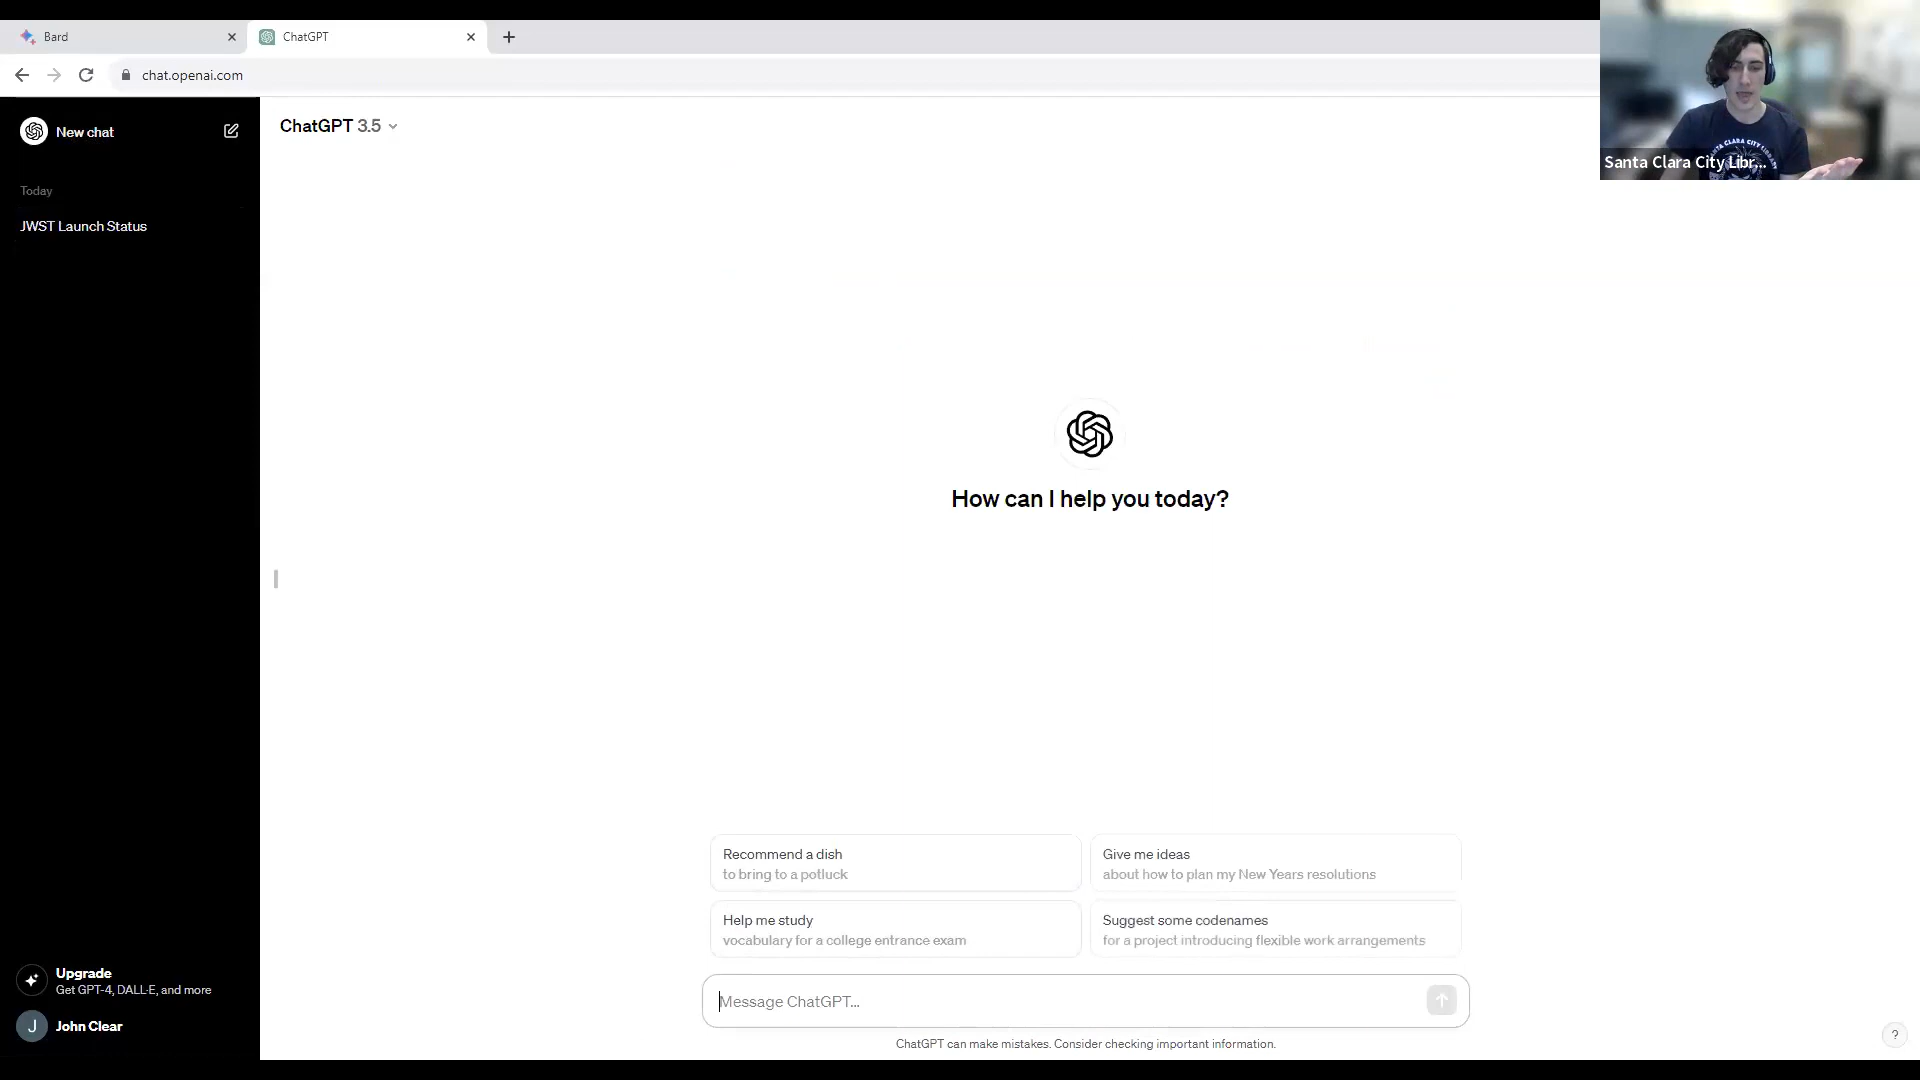 Bard
ChatGPT
chat.openai.com
Santa Clara City Libr...
SANTA CLARA CITY LIBRARY
New chat
ChatGPT 3.5
Today
JWST Launch Status
How can I help you today?
Recommend a dish
to bring to a potluck
Give me ideas
about how to plan my New Years resolutions
Help me study
vocabulary for a college entrance exam
Suggest some codenames
for a project introducing flexible work arrangements
Upgrade
Get GPT-4, DALL·E, and more
J
John Clear
Message ChatGPT...
ChatGPT can make mistakes. Consider checking important information.
?